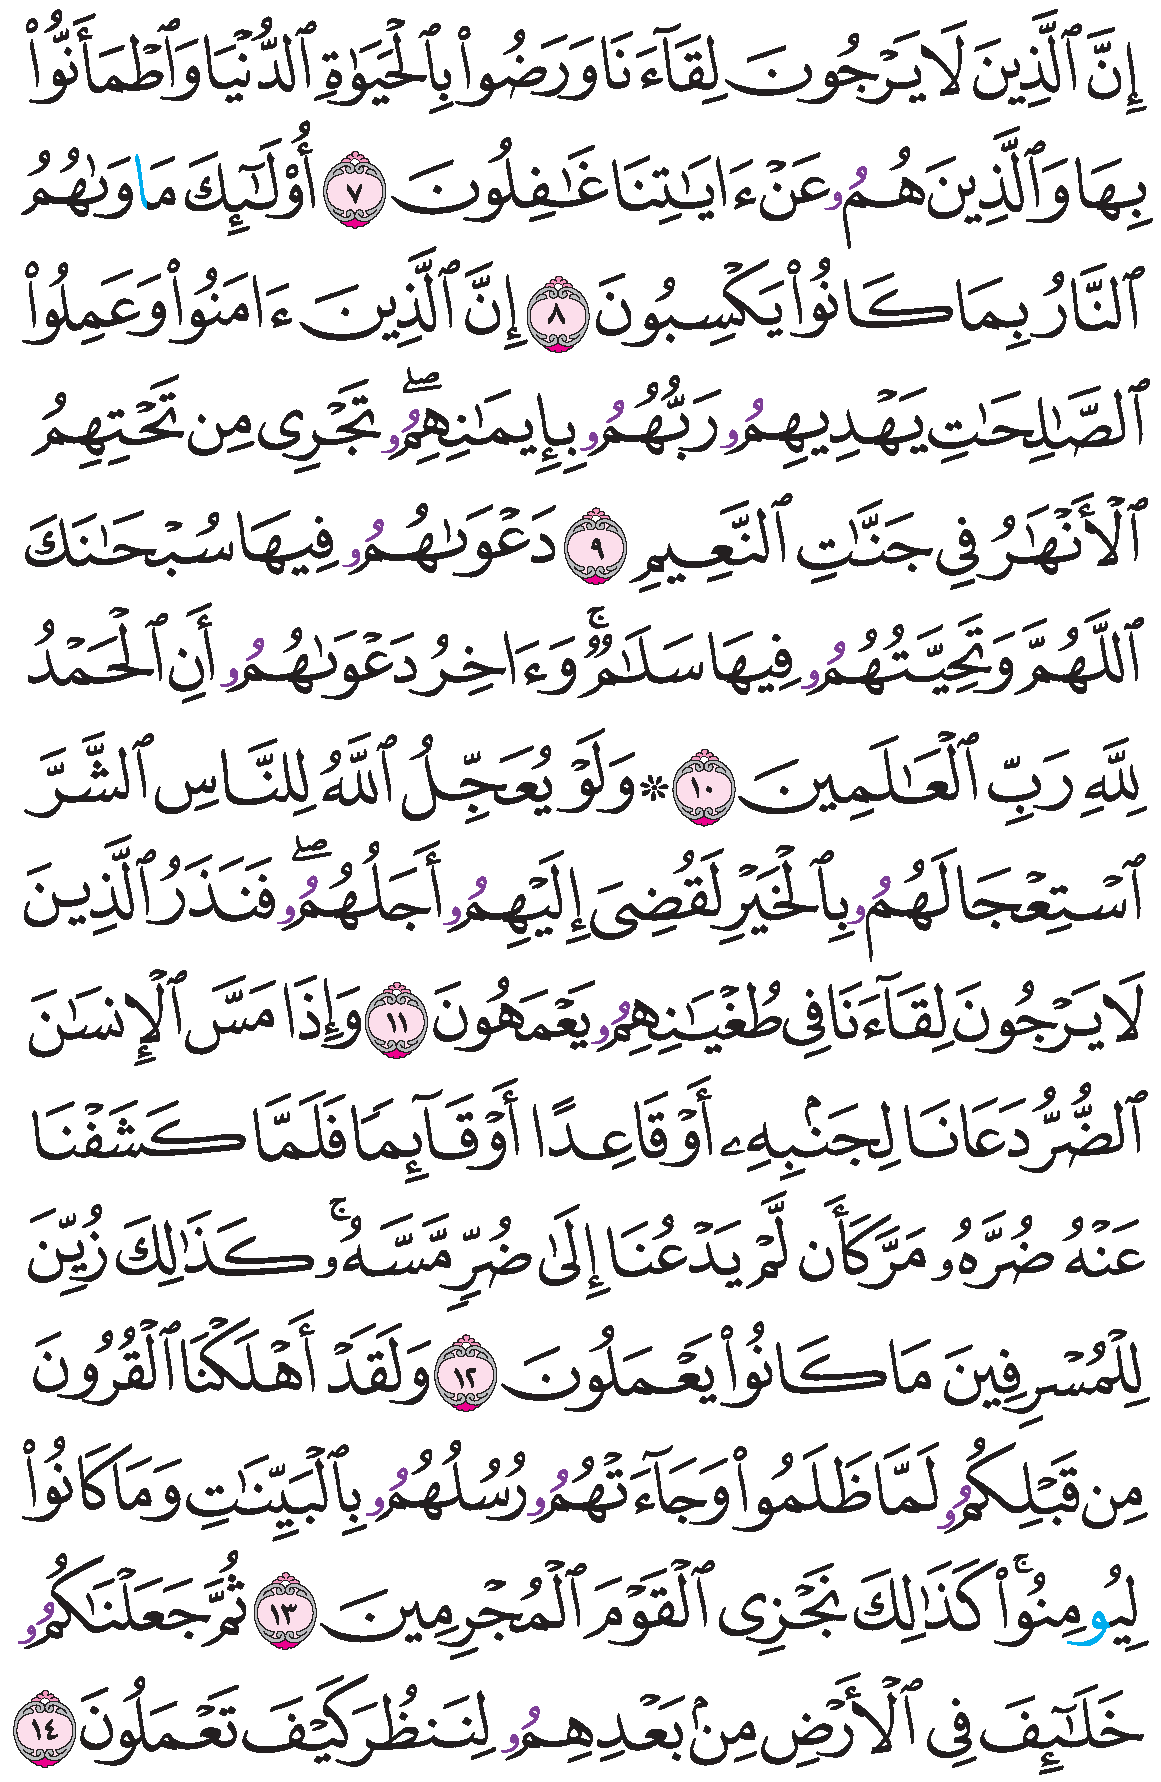 إِنَّ ٱلَّذِينَ لَا يَرْجُونَ لِقَآءَنَا وَرَضُوا۟ بِٱلْحَيَوٰةِ ٱلدُّنْيَا وَٱطْمَأَنُّوا۟
بِهَا وَٱلَّذِينَ هُمُۥ عَنْ ءَايَٰتِنَا غَٰفِلُونَ ٧ أُو۟لَٰٓئِكَ مَاوَىٰهُمُ
ٱلنَّارُ بِمَا كَانُوا۟ يَكْسِبُونَ ٨ إِنَّ ٱلَّذِينَ ءَامَنُوا۟ وَعَمِلُوا۟
ٱلصَّٰلِحَٰتِ يَهْدِيهِمُۥ رَبُّهُمُۥ بِإِيمَٰنِهِمُۥۖ تَجْرِى مِن تَحْتِهِمُ
ٱلْأَنْهَٰرُ فِى جَنَّٰتِ ٱلنَّعِيمِ ٩ دَعْوَىٰهُمُۥ فِيهَا سُبْحَٰنَكَ
ٱللَّهُمَّ وَتَحِيَّتُهُمُۥ فِيهَا سَلَٰمٌۚ وَءَاخِرُ دَعْوَىٰهُمُۥ أَنِ ٱلْحَمْدُ
لِلَّهِ رَبِّ ٱلْعَٰلَمِينَ ١٠ ۞ وَلَوْ يُعَجِّلُ ٱللَّهُ لِلنَّاسِ ٱلشَّرَّ
ٱسْتِعْجَالَهُمُۥ بِٱلْخَيْرِ لَقُضِىَ إِلَيْهِمُۥ أَجَلُهُمُۥۖ فَنَذَرُ ٱلَّذِينَ
لَا يَرْجُونَ لِقَآءَنَا فِى طُغْيَٰنِهِمُۥ يَعْمَهُونَ ١١ وَإِذَا مَسَّ ٱلْإِنسَٰنَ
ٱلضُّرُّ دَعَانَا لِجَنۢبِهِۦٓ أَوْ قَاعِدًا أَوْ قَآئِمًا فَلَمَّا كَشَفْنَا
عَنْهُ ضُرَّهُۥ مَرَّ كَأَن لَّمْ يَدْعُنَا إِلَىٰ ضُرٍّ مَّسَّهُۥۚ كَذَٰلِكَ زُيِّنَ
لِلْمُسْرِفِينَ مَا كَانُوا۟ يَعْمَلُونَ ١٢ وَلَقَدْ أَهْلَكْنَا ٱلْقُرُونَ
مِن قَبْلِكُمُۥ لَمَّا ظَلَمُوا۟ وَجَآءَتْهُمُۥ رُسُلُهُمُۥ بِٱلْبَيِّنَٰتِ وَمَا كَانُوا۟
لِيُومِنُوا۟ۚ كَذَٰلِكَ نَجْزِى ٱلْقَوْمَ ٱلْمُجْرِمِينَ ١٣ ثُمَّ جَعَلْنَٰكُمُۥ
خَلَٰٓئِفَ فِى ٱلْأَرْضِ مِنۢ بَعْدِهِمُۥ لِنَنظُرَ كَيْفَ تَعْمَلُونَ ١٤